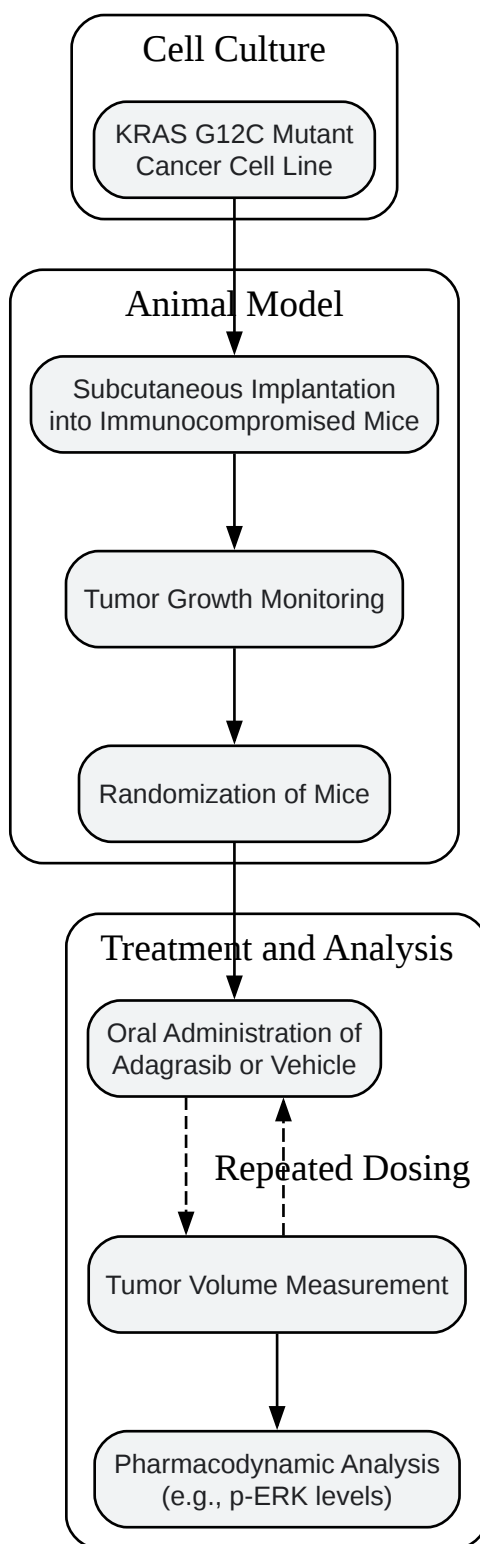 Cell Culture
KRAS G12C Mutant
Cancer Cell Line
Animal Model
Subcutaneous Implantation
into Immunocompromised Mice
Tumor Growth Monitoring
Randomization of Mice
Treatment and Analysis
Oral Administration of
Adagrasib or Vehicle
Repeated Dosing
Tumor Volume Measurement
Pharmacodynamic Analysis
(e.g., p-ERK levels)